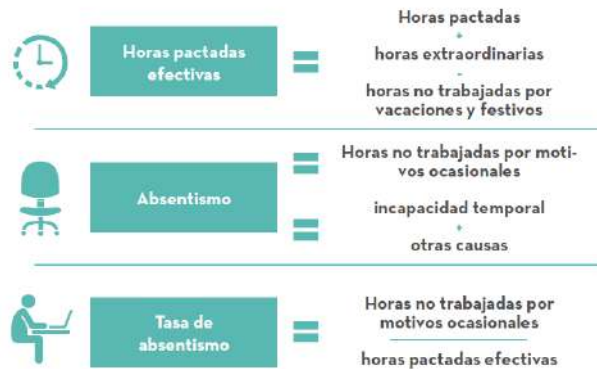 Horas pactadas
efectivas
=
Horas pactadas
+
horas extraordinarias
-
horas no trabajadas por
vacaciones y festivos
Absentismo
=
Horas no trabajadas por moti-
vos ocasionales
=
incapacidad temporal
+
otras causas
Tasa de
absentismo
=
Horas no trabajadas por
motivos ocasionales
horas pactadas efectivas